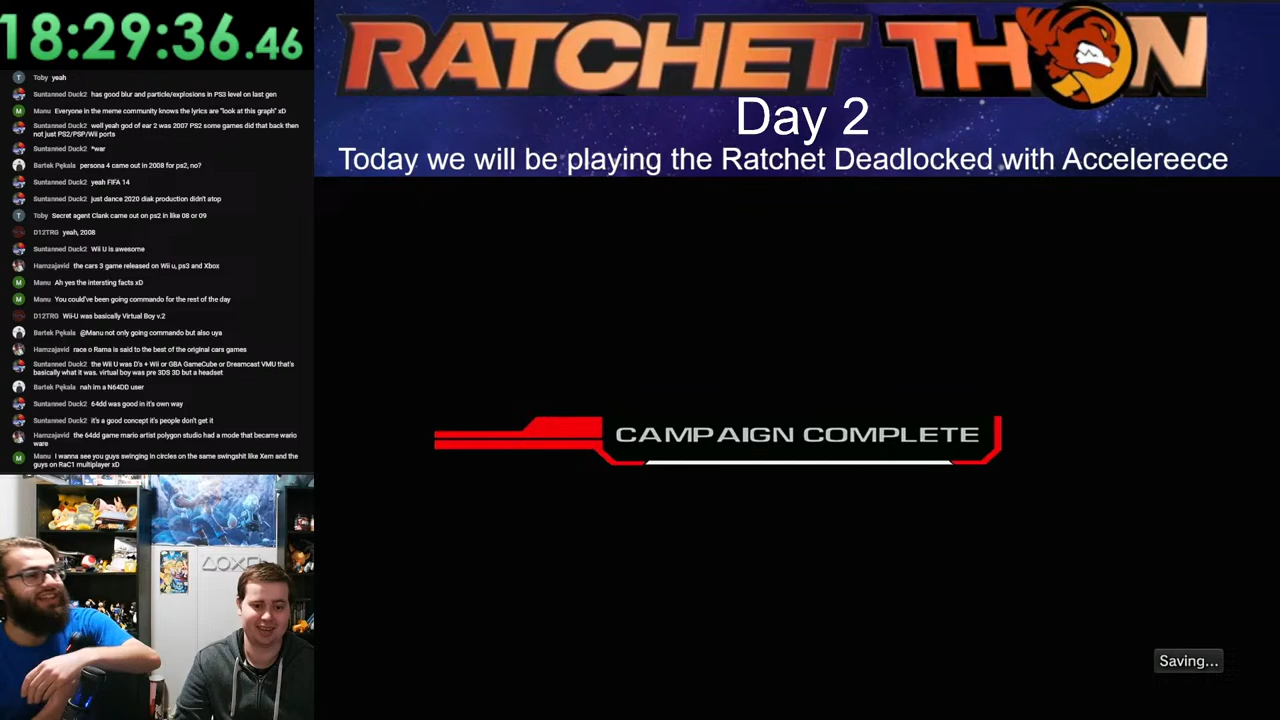 18:29:36.46
RATCHET THON
Day 2
Today we will be playing the Ratchet Deadlocked with Accelereece
T Toby yeah
Suntanned Duck2 has good blur and particle/explosions in PS3 level on last gen
M Manu Everyone in the meme community knows the lyrics are "look at this graph" xD
Suntanned Duck2 well yeah god of ear 2 was 2007 PS2 some games did that back then
not just PS2/PSP/Wii ports
Suntanned Duck2 *war
Bartek Pękala persona 4 came out in 2008 for ps2, no?
Suntanned Duck2 yeah FIFA 14
Suntanned Duck2 just dance 2020 diak production didn't atop
T Toby Secret agent Clank came out on ps2 in like 08 or 09
D12TRG yeah, 2008
Suntanned Duck2 Wii U is awesome
Hamzajavid the cars 3 game released on Wii u, ps3 and Xbox
M Manu Ah yes the intersting facts xD
M Manu You could've been going commando for the rest of the day
D12TRG Wii-U was basically Virtual Boy v.2
Bartek Pękala @Manu not only going commando but also uya
Hamzajavid race o Rama is said to the best of the original cars games
Suntanned Duck2 the Wii U was D's + Wii or GBA GameCube or Dreamcast VMU that's
basically what it was. virtual boy was pre 3DS 3D but a headset
Bartek Pękala nah im a N64DD user
Suntanned Duck2 64dd was good in it's own way
Suntanned Duck2 it's a good concept it's people don't get it
Hamzajavid the 64dd game mario artist polygon studio had a mode that became wario
ware
M Manu I wanna see you guys swinging in circles on the same swingshit like Xem and the
guys on RaC1 multiplayer xD
CAMPAIGN COMPLETE
Saving...